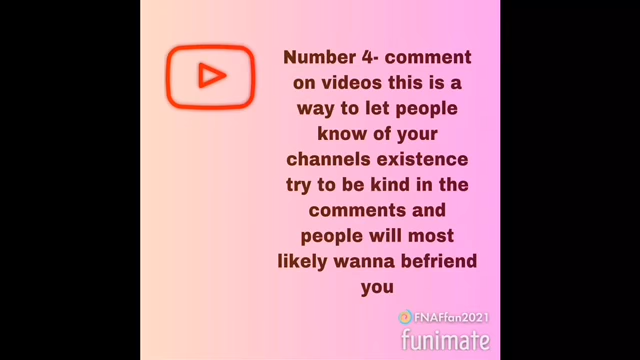 Number 4- comment
on videos this is a
way to let people
know of your
channels existence
try to be kind in the
comments and
people will most
likely wanna befriend
you
FNAFfan2021
funimate